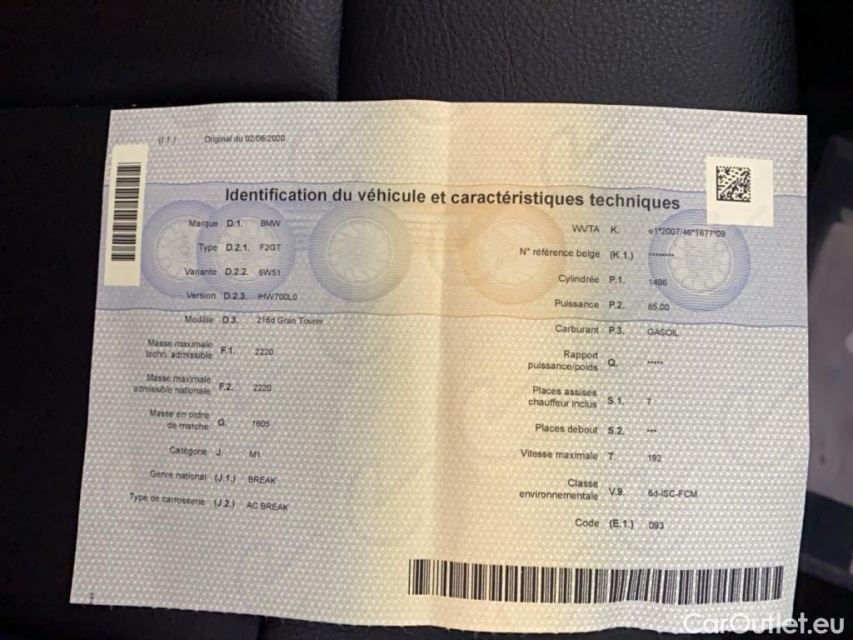 (I.1.) Original du 02/06/2020
Identification du véhicule et caractéristiques techniques
Marque D.1. BMW
Type D.2.1. F2GT
Variante D.2.2. 6W51
Version D.2.3. IHW700L0
Modèle D.3. 216d Gran Tourer
Masse maximale
techn. admissible F.1. 2220
Masse maximale
admissible nationale F.2. 2220
Masse en ordre
de marche G. 1605
Catégorie J. M1
Genre national (J.1.) BREAK
Type de carrosserie (J.2.) AC BREAK
WVTA K. e1*2007/46*1677*09
N° référence belge (K.1.) ********
Cylindrée P.1. 1496
Puissance P.2. 85.00
Carburant P.3. GASOIL
Rapport
puissance/poids Q. *****
Places assises
chauffeur inclus S.1. 7
Places debout S.2. ***
Vitesse maximale T. 192
Classe
environnementale V.9. 6d-ISC-FCM
Code (E.1.) 093
CarOutlet.eu